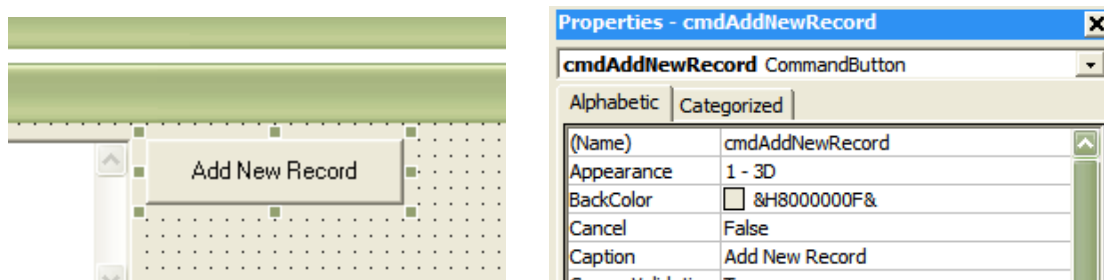 Add New Record
Properties - cmdAddNewRecord
cmdAddNewRecord CommandButton
Alphabetic Categorized
(Name) cmdAddNewRecord
Appearance 1 - 3D
BackColor &H8000000F&
Cancel False
Caption Add New Record